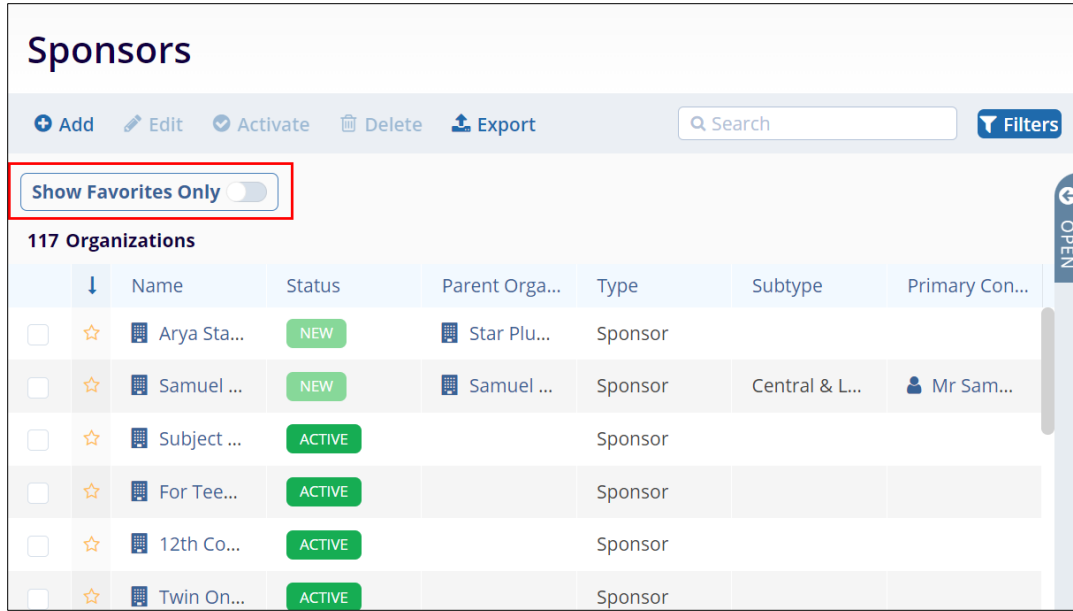 Sponsors
Add Edit Activate Delete Export Search Filters
Show Favorites Only
OPEN
117 Organizations
Name Status Parent Orga... Type Subtype Primary Con...
Arya Sta... NEW Star Plu... Sponsor
Samuel ... NEW Samuel ... Sponsor Central & L... Mr Sam...
Subject ... ACTIVE Sponsor
For Tee... ACTIVE Sponsor
12th Co... ACTIVE Sponsor
Twin On... ACTIVE Sponsor